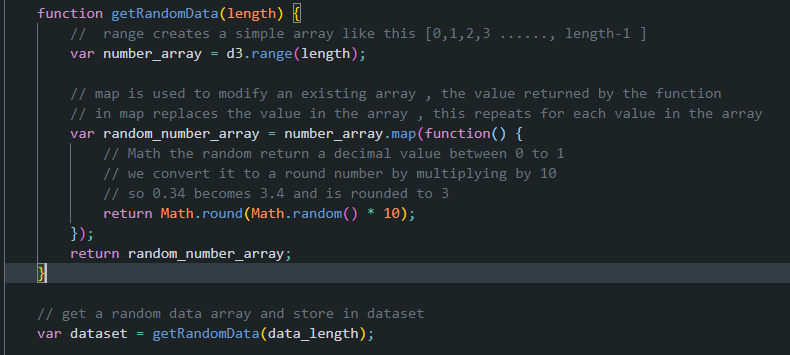 function getRandomData(length) {
//  range creates a simple array like this [0,1,2,3 ......, length-1 ]
var number_array = d3.range(length);
// map is used to modify an existing array , the value returned by the function
// in map replaces the value in the array , this repeats for each value in the array
var random_number_array = number_array.map(function() {
// Math the random return a decimal value between 0 to 1
// we convert it to a round number by multiplying by 10
// so 0.34 becomes 3.4 and is rounded to 3
return Math.round(Math.random() * 10);
});
return random_number_array;
}
// get a random data array and store in dataset
var dataset = getRandomData(data_length);